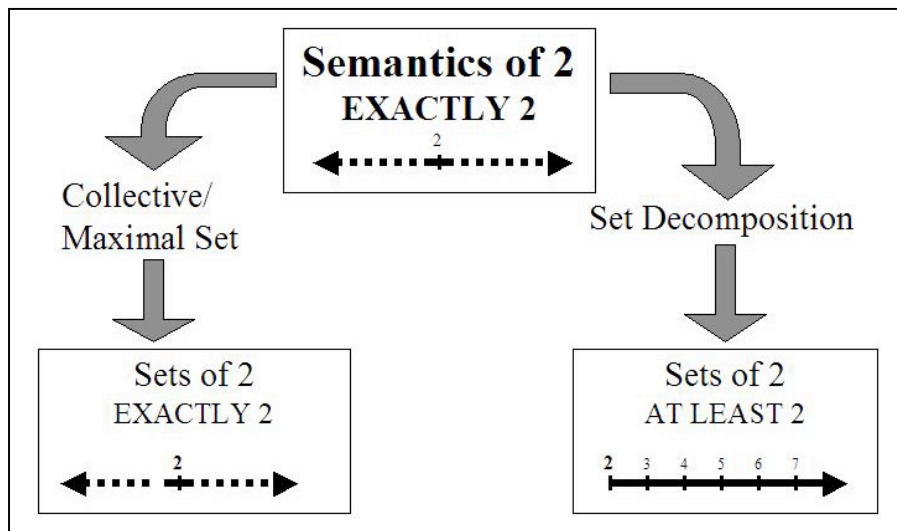 Semantics of 2
EXACTLY 2
2
Collective/
Maximal Set
Set Decomposition
Sets of 2
EXACTLY 2
2
Sets of 2
AT LEAST 2
2 3 4 5 6 7